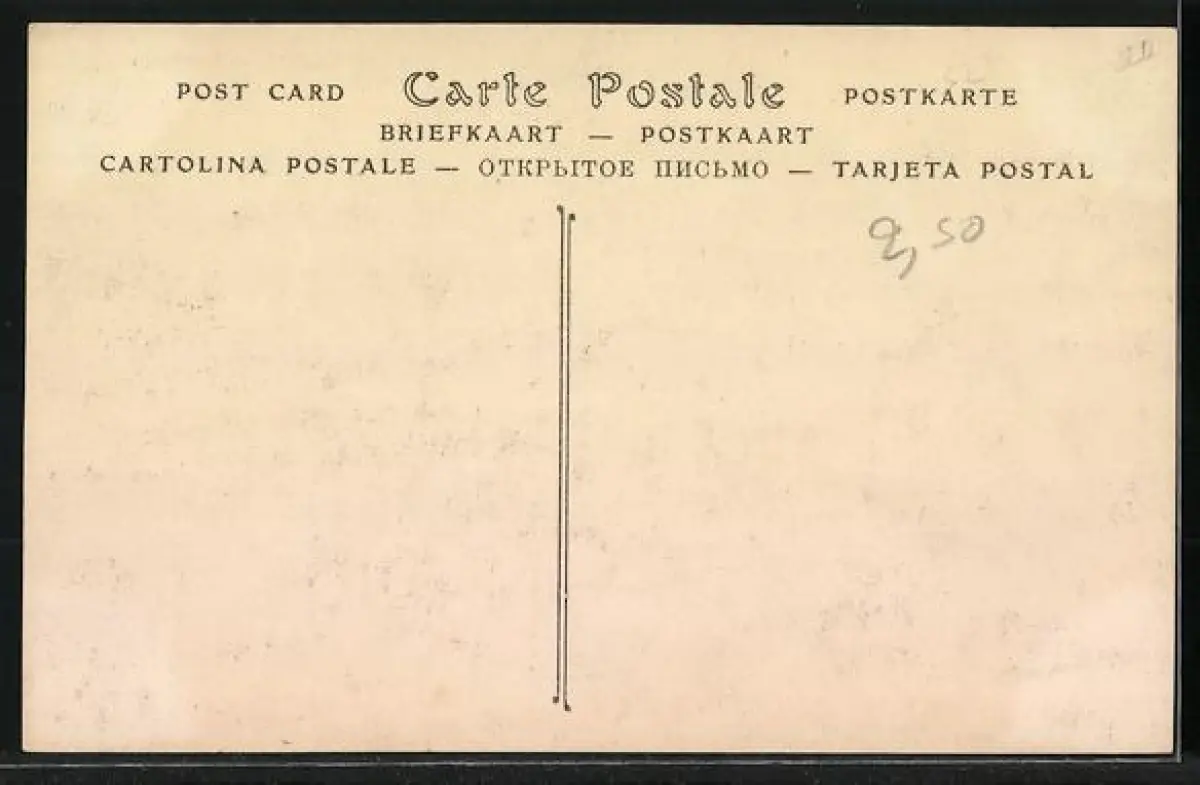 POST CARD Carte Postale POSTKARTE
BRIEFKAART — POSTKAART
CARTOLINA POSTALE — ОТКРЫТОЕ ПИСЬМО — TARJETA POSTAL
2,50